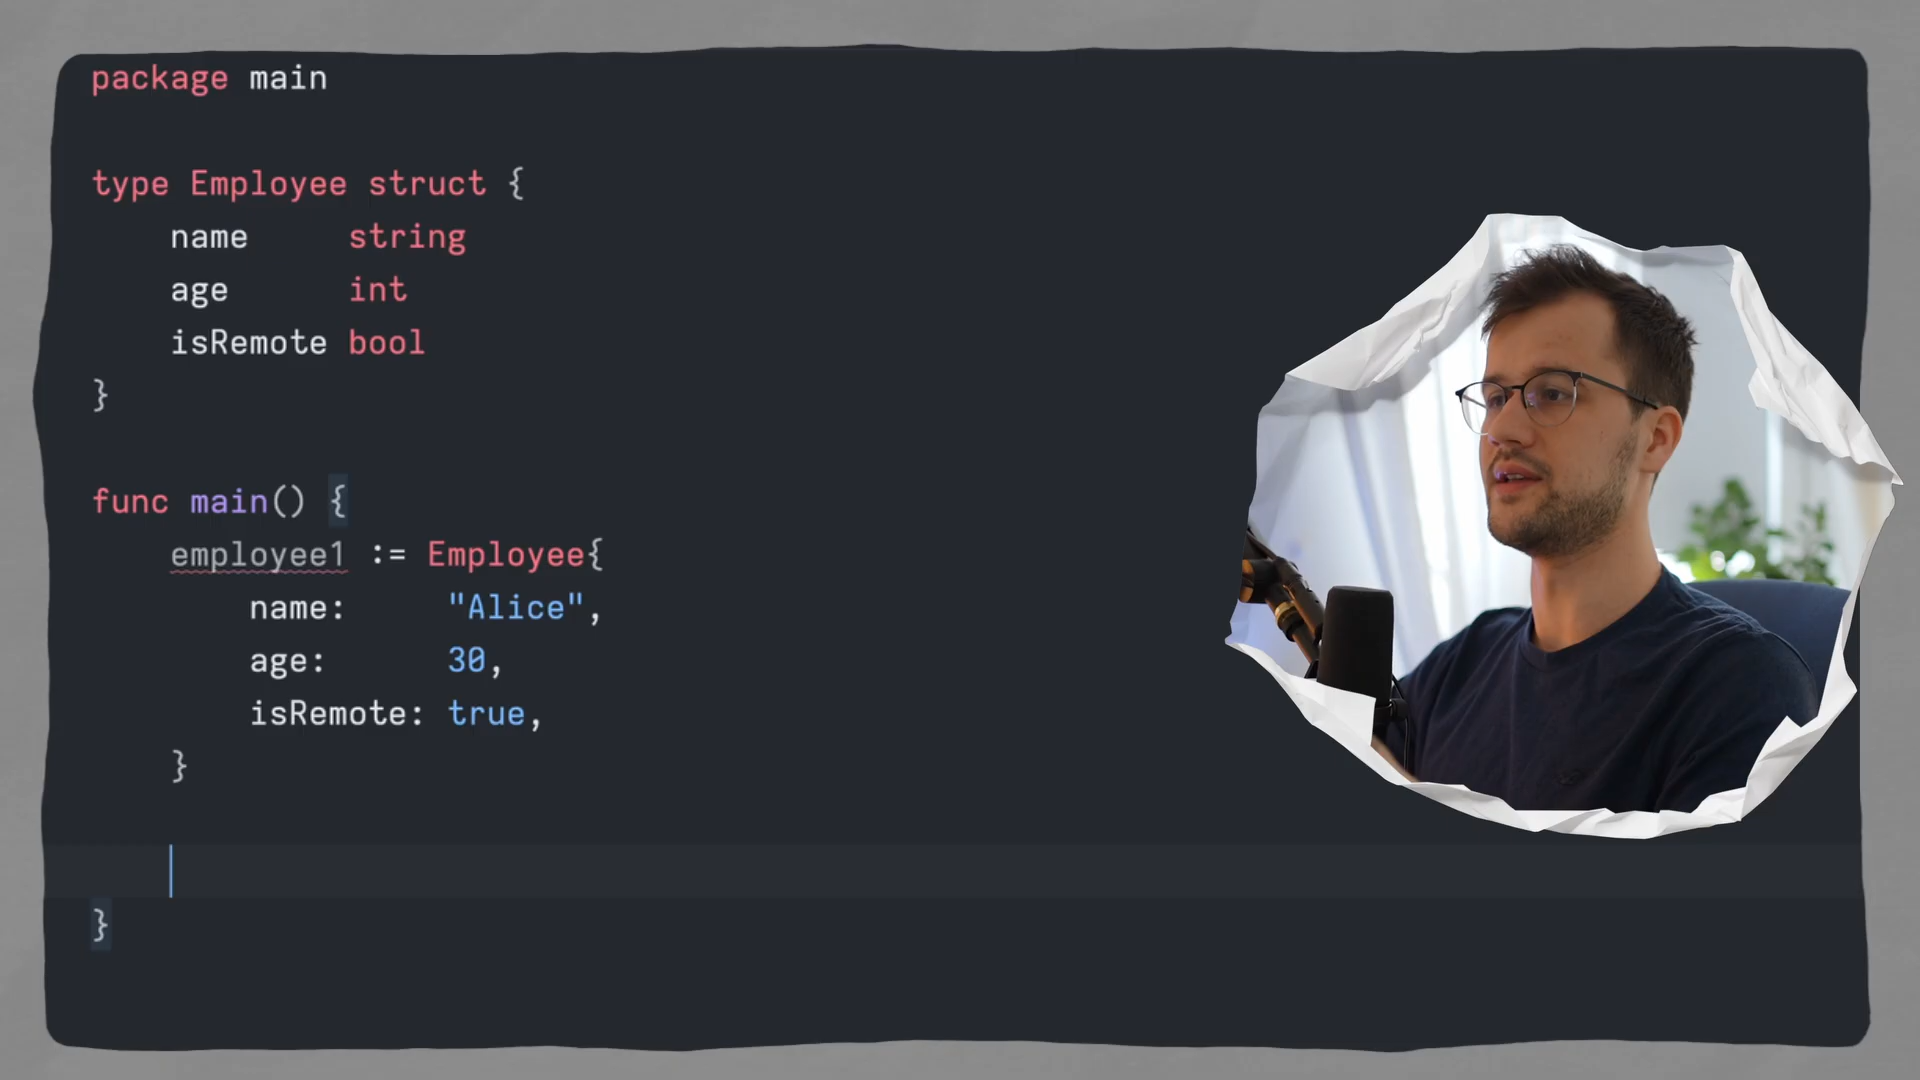 package main
type Employee struct {
name string
age int
isRemote bool
}
func main() {
employee1 := Employee{
name: "Alice",
age: 30,
isRemote: true,
}
}